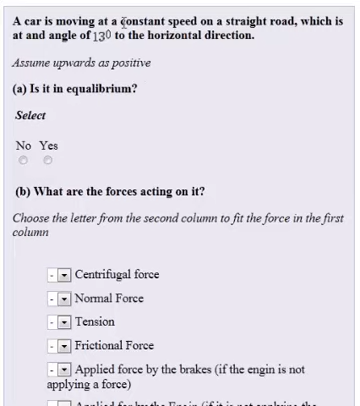 A car is moving at a constant speed on a straight road, which is
at and angle of 13⁰ to the horizontal direction.
Assume upwards as positive
(a) Is it in equalibrium?
Select
No Yes
(b) What are the forces acting on it?
Choose the letter from the second column to fit the force in the first
column
- Centrifugal force
- Normal Force
- Tension
- Frictional Force
- Applied force by the brakes (if the engin is not
applying a force)